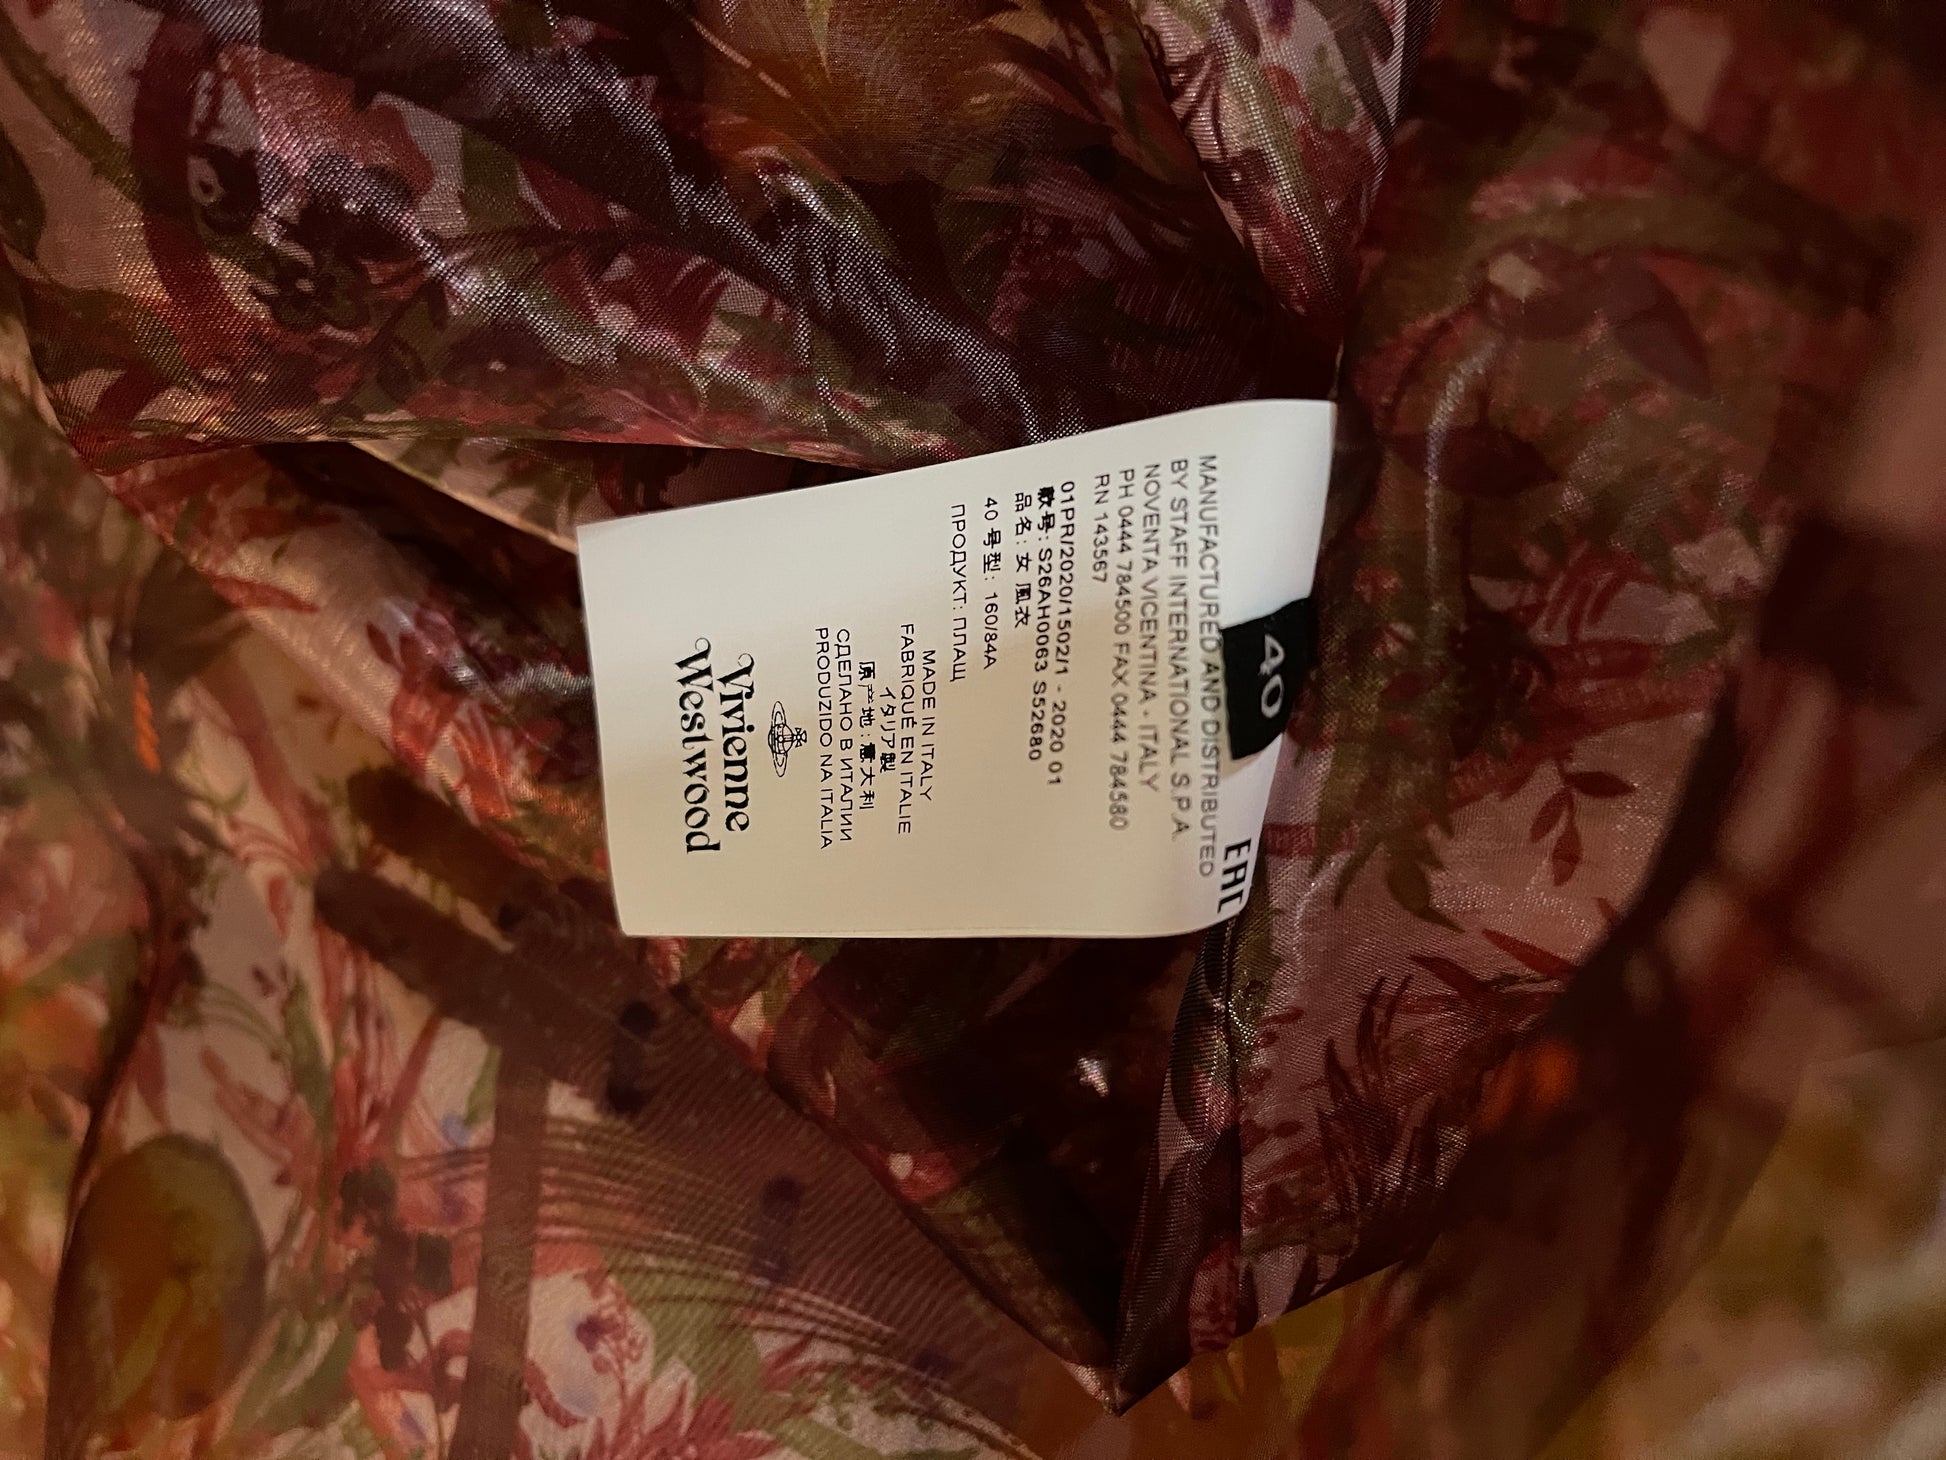 40
EAC
MANUFACTURED AND DISTRIBUTED
BY STAFF INTERNATIONAL S.P.A.
NOVENTA VICENTINA - ITALY
PH 0444 784500 FAX 0444 784580
RN 143567
01PR/2020/1502/1 - 2020 01
款号: S26AH0063 S52680
品名: 女 風衣
40 号型: 160/84A
ПРОДУКТ: ПЛАЩ
MADE IN ITALY
FABRIQUÉ EN ITALIE
イタリア製
原产地: 意大利
СДЕЛАНО В ИТАЛИИ
PRODUZIDO NA ITALIA
Vivienne
Westwood